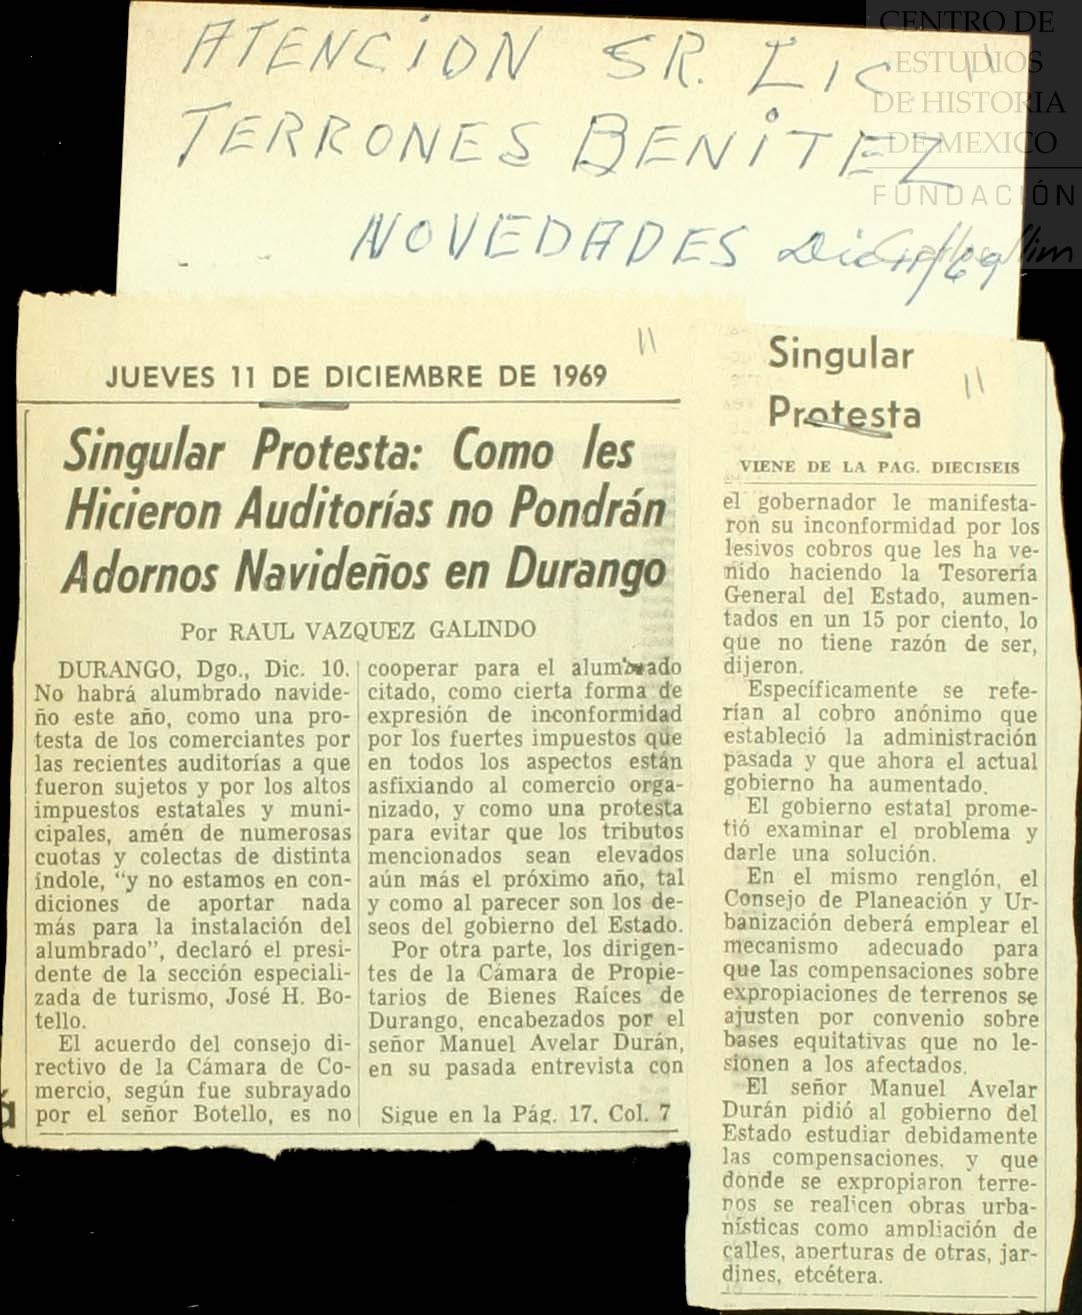 ATENCION SR. LIC
TERRONES BENITEZ
NOVEDADES Dic 11/69
CENTRO DE
ESTUDIOS
DE HISTORIA
DE MEXICO
FUNDACIÓN
Carlos Slim
11
JUEVES 11 DE DICIEMBRE DE 1969
Singular Protesta: Como les
Hicieron Auditorías no Pondrán
Adornos Navideños en Durango
Por RAUL VAZQUEZ GALINDO
DURANGO, Dgo., Dic. 10.
No habrá alumbrado navide-
ño este año, como una pro-
testa de los comerciantes por
las recientes auditorías a que
fueron sujetos y por los altos
impuestos estatales y muni-
cipales, amén de numerosas
cuotas y colectas de distinta
índole, "y no estamos en con-
diciones de aportar nada
más para la instalación del
alumbrado", declaró el presi-
dente de la sección especiali-
zada de turismo, José H. Bo-
tello.
El acuerdo del consejo di-
rectivo de la Cámara de Co-
mercio, según fue subrayado
por el señor Botello, es no
cooperar para el alumbrado
citado, como cierta forma de
expresión de inconformidad
por los fuertes impuestos que
en todos los aspectos están
asfixiando al comercio orga-
nizado, y como una protesta
para evitar que los tributos
mencionados sean elevados
aún más el próximo año, tal
y como al parecer son los de-
seos del gobierno del Estado.
Por otra parte, los dirigen-
tes de la Cámara de Propie-
tarios de Bienes Raíces de
Durango, encabezados por el
señor Manuel Avelar Durán,
en su pasada entrevista con
Sigue en la Pág. 17, Col. 7
á
Singular
Protesta
11
VIENE DE LA PAG. DIECISEIS
el gobernador le manifesta-
ron su inconformidad por los
lesivos cobros que les ha ve-
nido haciendo la Tesorería
General del Estado, aumen-
tados en un 15 por ciento, lo
que no tiene razón de ser,
dijeron.
Específicamente se refe-
rían al cobro anónimo que
estableció la administración
pasada y que ahora el actual
gobierno ha aumentado.
El gobierno estatal prome-
tió examinar el problema y
darle una solución.
En el mismo renglón, el
Consejo de Planeación y Ur-
banización deberá emplear el
mecanismo adecuado para
que las compensaciones sobre
expropiaciones de terrenos se
ajusten por convenio sobre
bases equitativas que no le-
sionen a los afectados.
El señor Manuel Avelar
Durán pidió al gobierno del
Estado estudiar debidamente
las compensaciones, y que
donde se expropiaron terre-
nos se realicen obras urba-
nísticas como ampliación de
calles, aperturas de otras, jar-
dines, etcétera.